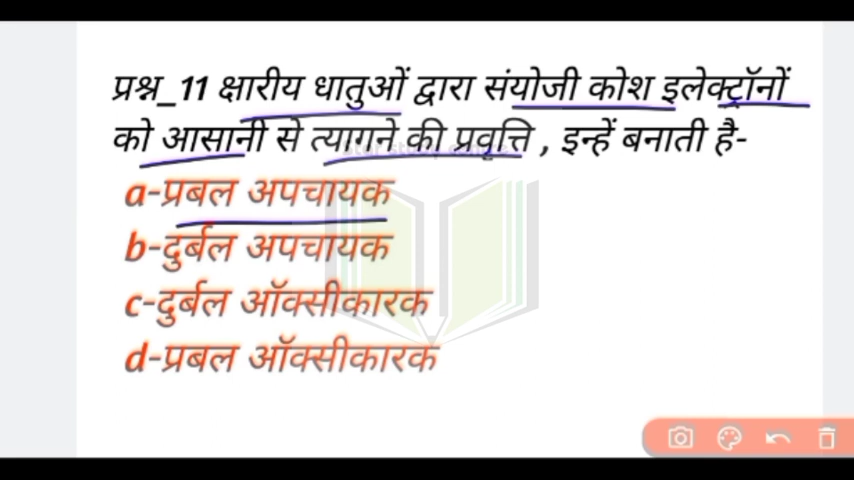 प्रश्न_11 क्षारीय धातुओं द्वारा संयोजी कोश इलेक्ट्रॉनों
को आसानी से त्यागने की प्रवृत्ति , इन्हें बनाती है-
a-प्रबल अपचायक
b-दुर्बल अपचायक
c-दुर्बल ऑक्सीकारक
d-प्रबल ऑक्सीकारक